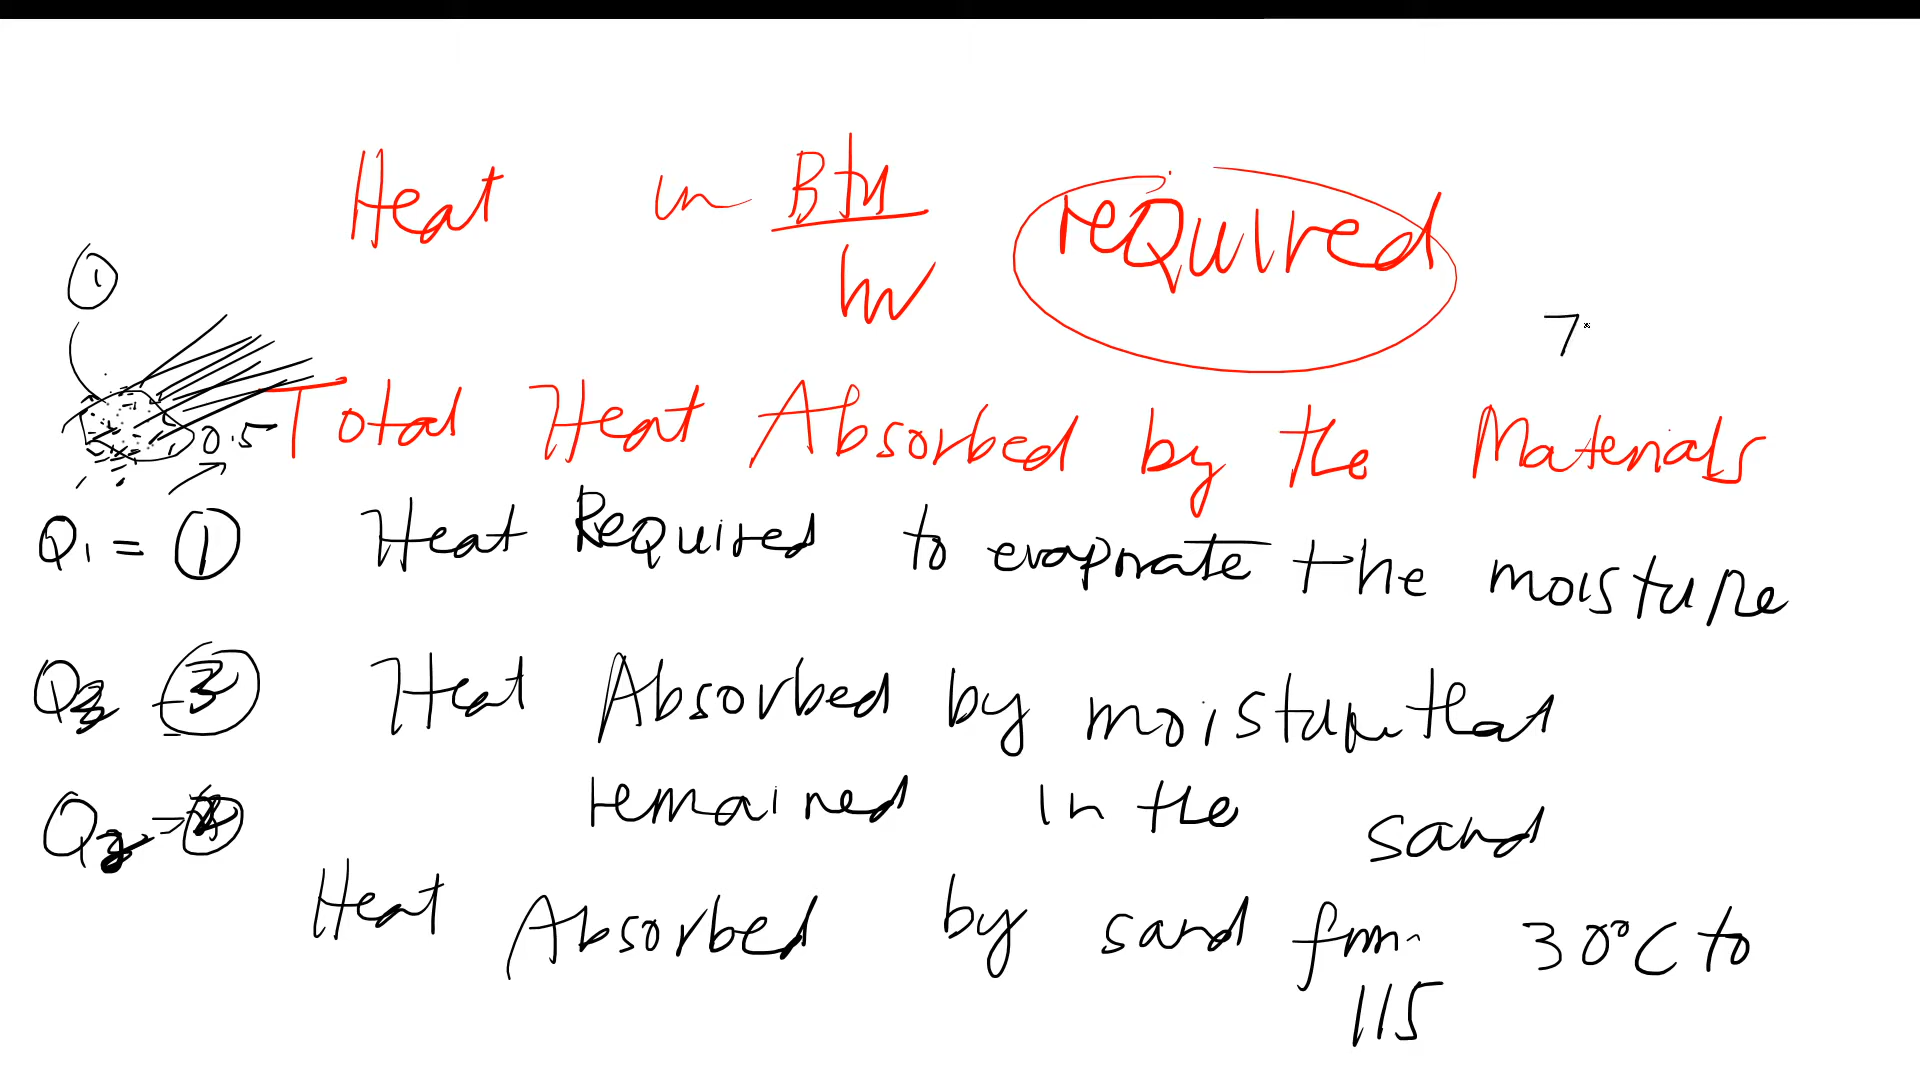 Heat in Btu/hr required
1
7
Total Heat Absorbed by the Materials
0.5
Q1 = 1 Heat Required to evaporate the moisture
Q3 = 3 Heat Absorbed by moisture that
remained in the sand
Heat Absorbed by sand from 30°C to
115